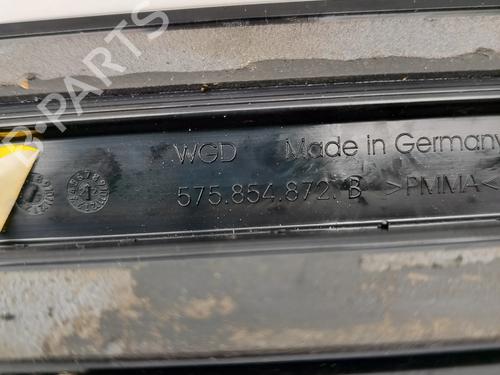 B-PARTS
WGD Made in Germany
575.854.872. B >PMMA<